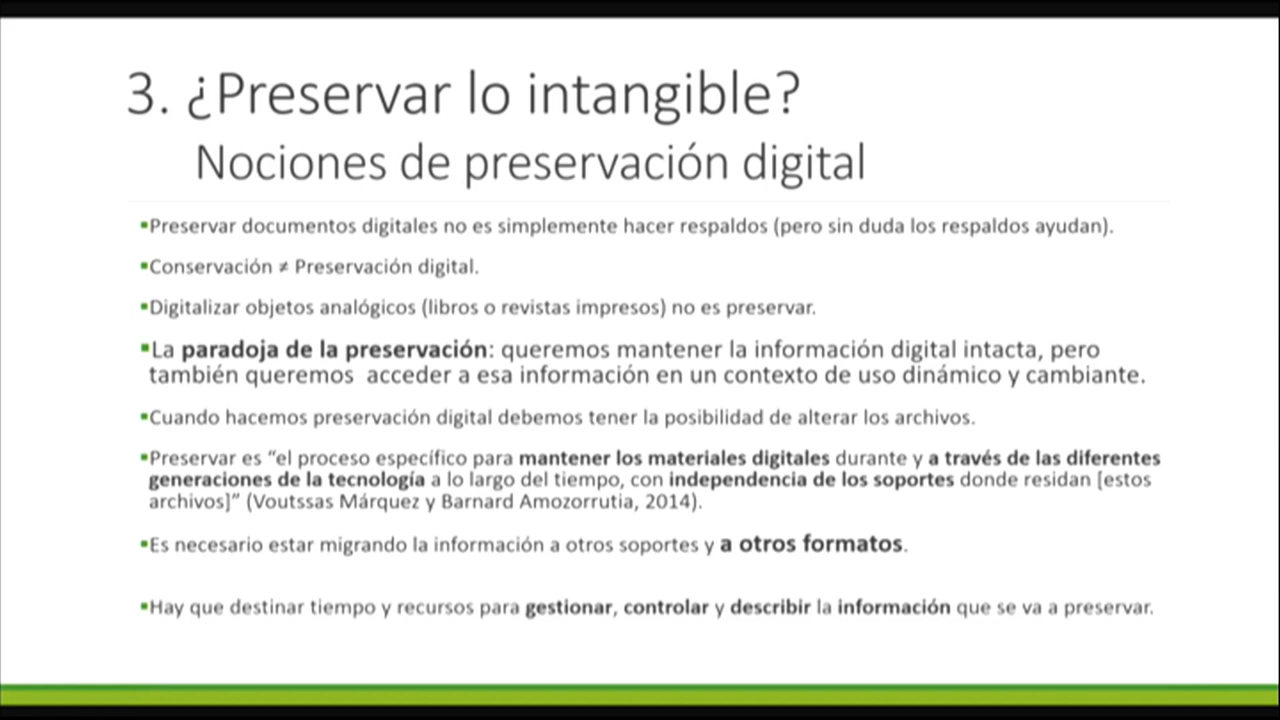 3. ¿Preservar lo intangible?
Nociones de preservación digital
▪Preservar documentos digitales no es simplemente hacer respaldos (pero sin duda los respaldos ayudan).
▪Conservación ≠ Preservación digital.
▪Digitalizar objetos analógicos (libros o revistas impresos) no es preservar.
▪La paradoja de la preservación: queremos mantener la información digital intacta, pero
también queremos acceder a esa información en un contexto de uso dinámico y cambiante.
▪Cuando hacemos preservación digital debemos tener la posibilidad de alterar los archivos.
▪Preservar es “el proceso específico para mantener los materiales digitales durante y a través de las diferentes
generaciones de la tecnología a lo largo del tiempo, con independencia de los soportes donde residan [estos
archivos]” (Voutssas Márquez y Barnard Amozorrutia, 2014).
▪Es necesario estar migrando la información a otros soportes y a otros formatos.
▪Hay que destinar tiempo y recursos para gestionar, controlar y describir la información que se va a preservar.